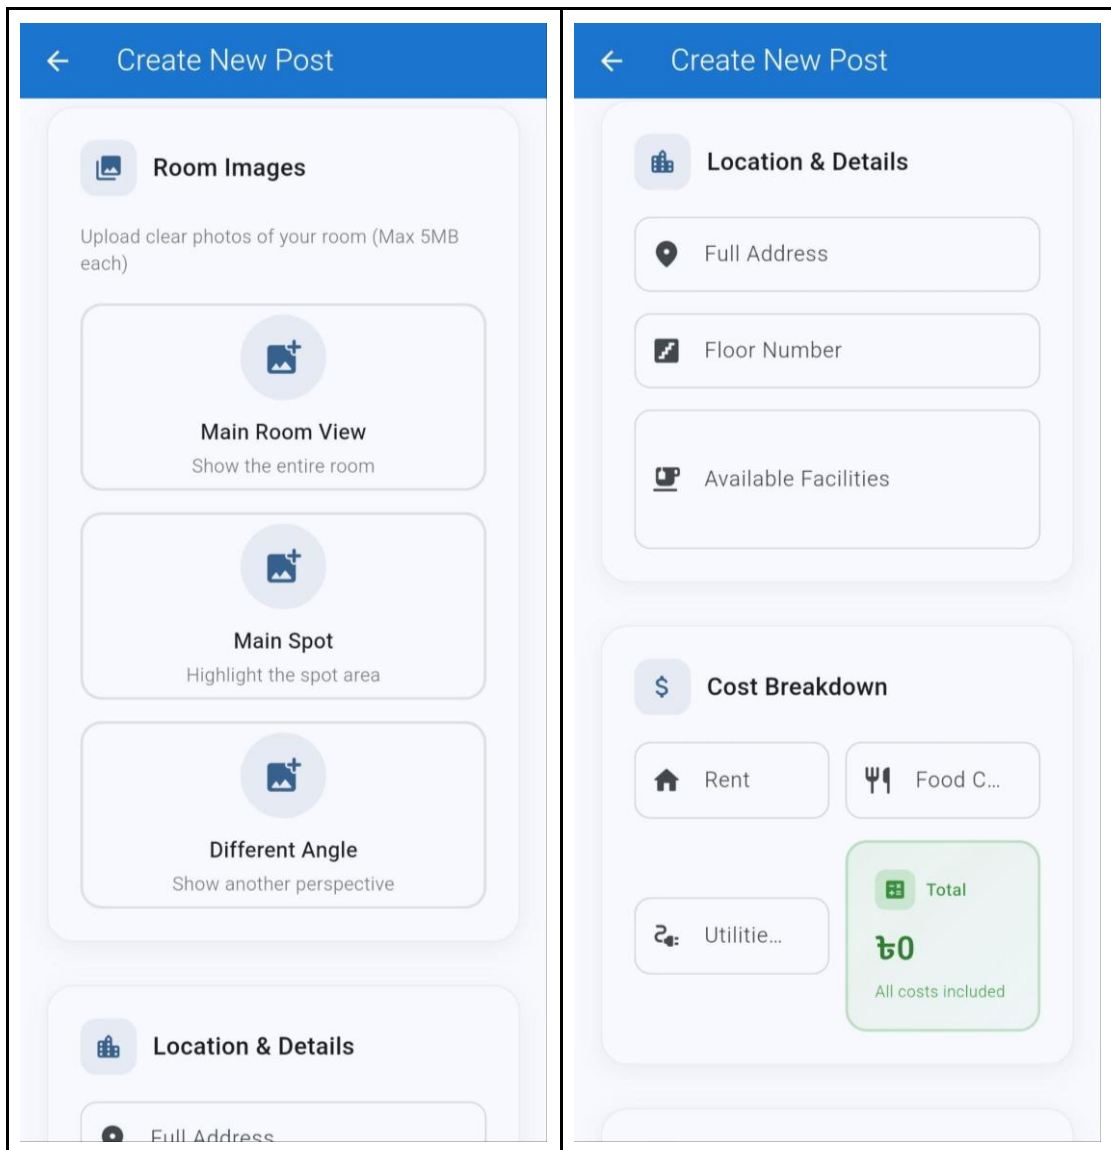 Create New Post
Room Images
Upload clear photos of your room (Max 5MB
each)
Main Room View
Show the entire room
Main Spot
Highlight the spot area
Different Angle
Show another perspective
Location & Details
Full Address
Create New Post
Location & Details
Full Address
Floor Number
Available Facilities
$ Cost Breakdown
Rent
Food C...
Utilitie...
Total
৳0
All costs included